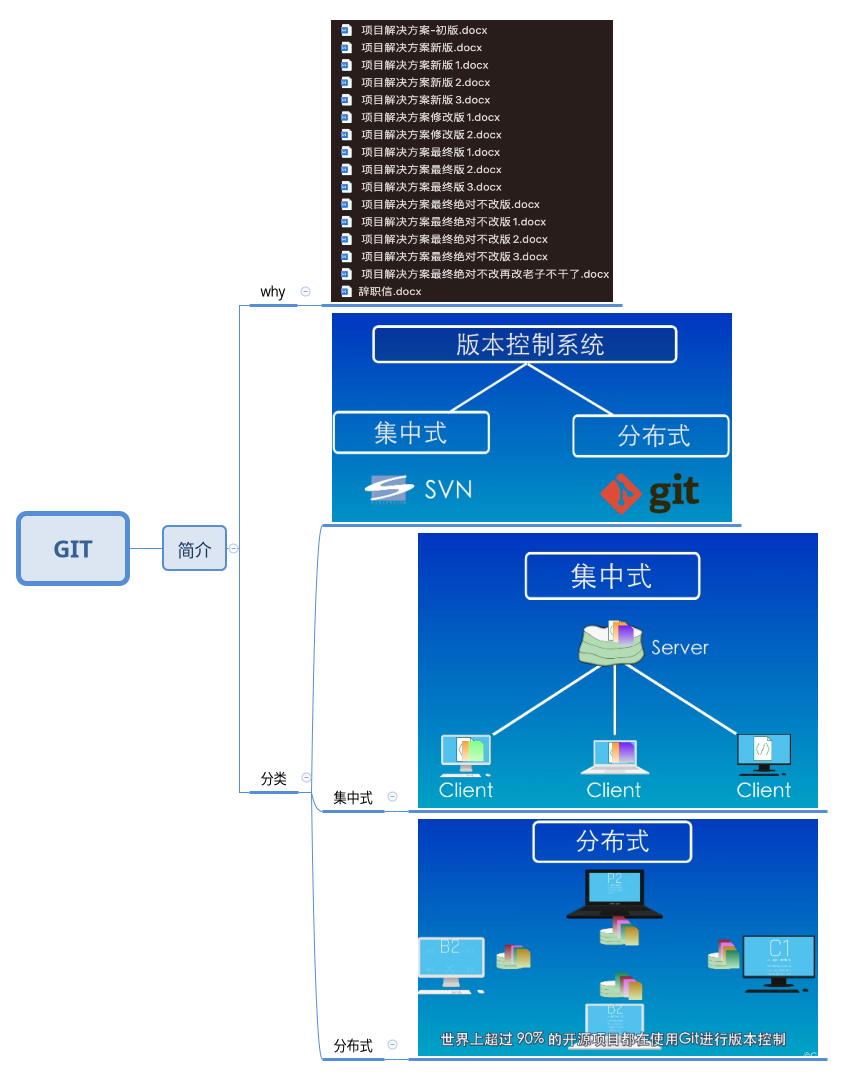 项目解决方案-初版.docx
项目解决方案新版.docx
项目解决方案新版1.docx
项目解决方案新版2.docx
项目解决方案新版3.docx
项目解决方案修改版1.docx
项目解决方案修改版2.docx
项目解决方案最终版1.docx
项目解决方案最终版2.docx
项目解决方案最终版3.docx
项目解决方案最终绝对不改版.docx
项目解决方案最终绝对不改版1.docx
项目解决方案最终绝对不改版2.docx
项目解决方案最终绝对不改版3.docx
项目解决方案最终绝对不改再改老子不干了.docx
辞职信.docx
why
版本控制系统
集中式
分布式
SVN
git
GIT
简介
集中式
Server
Client
Client
Client
分类
集中式
分布式
P2
B2
C1
B2
世界上超过 90% 的开源项目都在使用Git进行版本控制
分布式